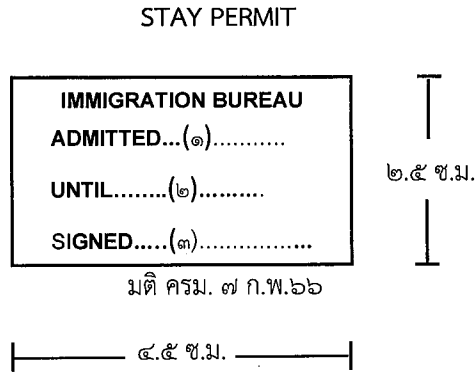 STAY PERMIT
IMMIGRATION BUREAU
ADMITTED...(๑)...........
UNTIL........(๒)..........
SIGNED.....(๓)................
๒.๕ ซ.ม.
มติ ครม. ๗ ก.พ.๖๖
๔.๕ ซ.ม.